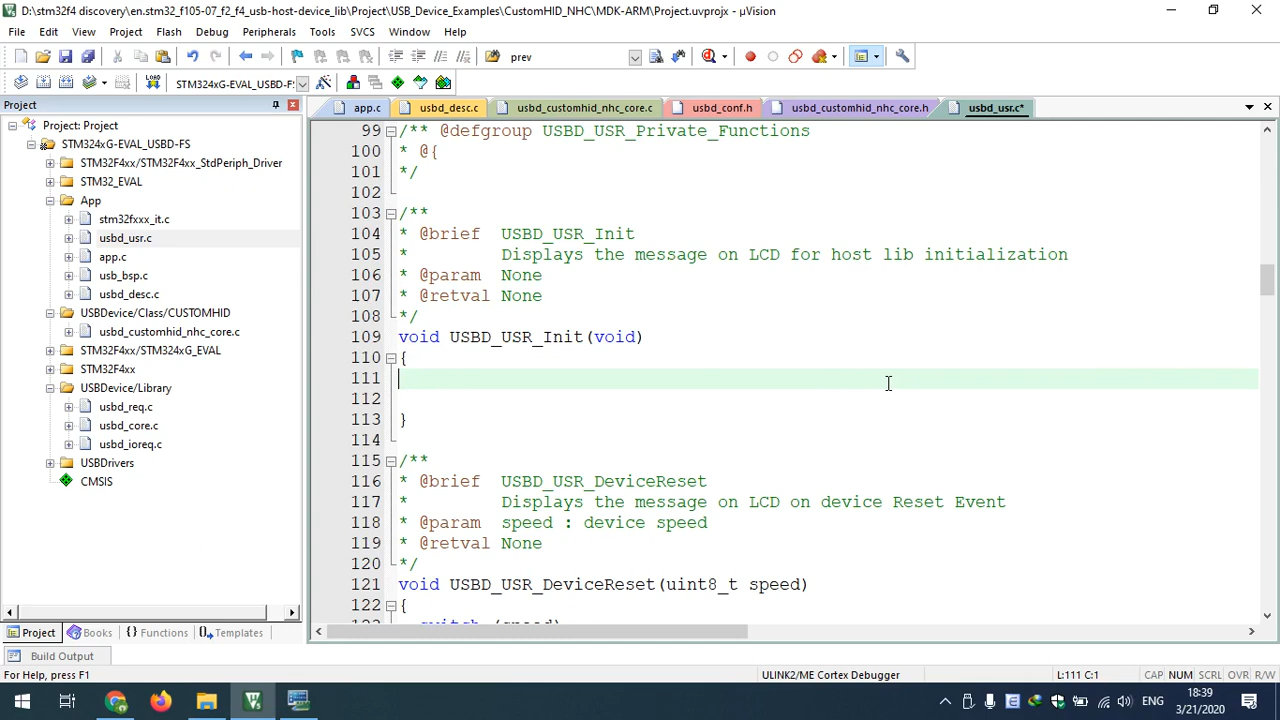 D:\stm32f4 discovery\en.stm32_f105-07_f2_f4_usb-host-device_lib\Project\USB_Device_Examples\CustomHID_NHC\MDK-ARM\Project.uvprojx - µVision
File Edit View Project Flash Debug Peripherals Tools SVCS Window Help
prev
LOAD STM324xG-EVAL_USBD-F:
Project
app.c usbd_desc.c usbd_customhid_nhc_core.c usbd_conf.h usbd_customhid_nhc_core.h usbd_usr.c*
Project: Project
STM324xG-EVAL_USBD-FS
STM32F4xx/STM32F4xx_StdPeriph_Driver
STM32_EVAL
App
stm32fxxx_it.c
usbd_usr.c
app.c
usb_bsp.c
usbd_desc.c
USBDevice/Class/CUSTOMHID
usbd_customhid_nhc_core.c
STM32F4xx/STM324xG_EVAL
STM32F4xx
USBDevice/Library
usbd_req.c
usbd_core.c
usbd_ioreq.c
USBDrivers
CMSIS
99 /** @defgroup USBD_USR_Private_Functions
100 * @{
101 */
102
103 /**
104 * @brief USBD_USR_Init
105 * Displays the message on LCD for host lib initialization
106 * @param None
107 * @retval None
108 */
109 void USBD_USR_Init(void)
110 {
111
112
113 }
114
115 /**
116 * @brief USBD_USR_DeviceReset
117 * Displays the message on LCD on device Reset Event
118 * @param speed : device speed
119 * @retval None
120 */
121 void USBD_USR_DeviceReset(uint8_t speed)
122 {
123 switch (speed)
Project Books {} Functions Templates
Build Output
For Help, press F1 ULINK2/ME Cortex Debugger L:111 C:1 CAP NUM SCRL OVR R/W
ENG
18:39
3/21/2020